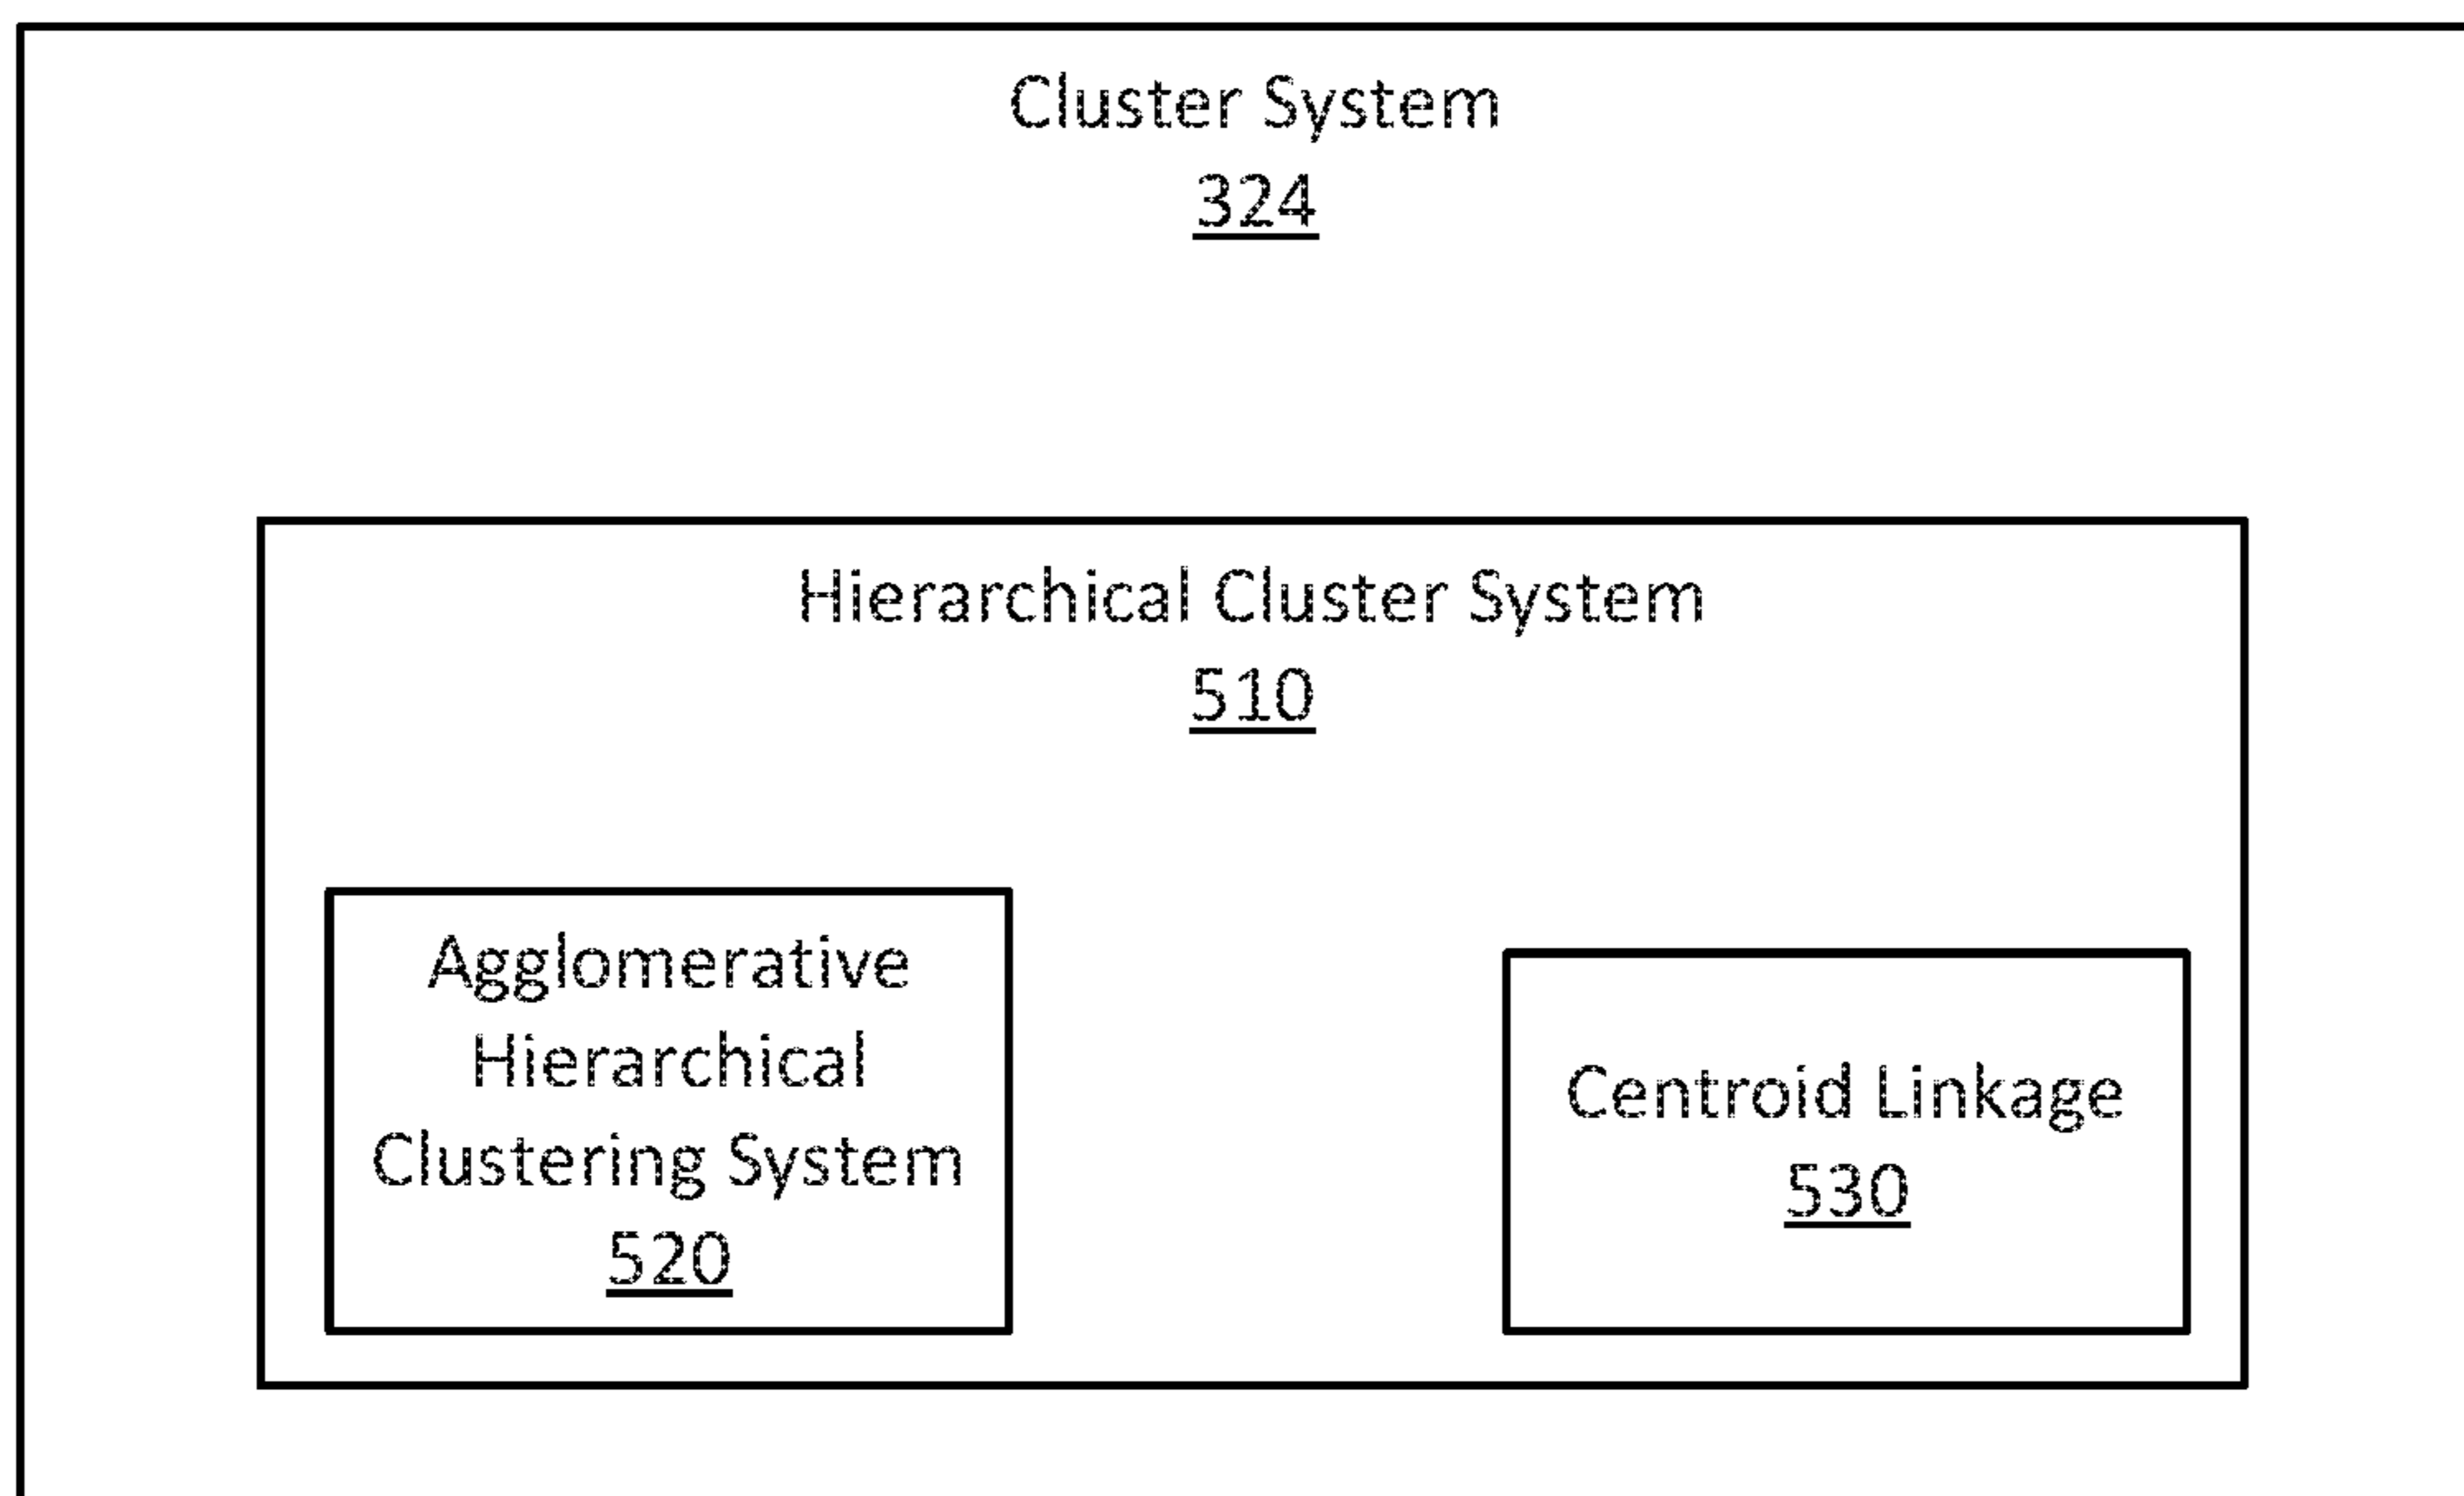 Cluster System
324
Hierarchical Cluster System
510
Agglomerative
Hierarchical
Clustering System
520
Centroid Linkage
530